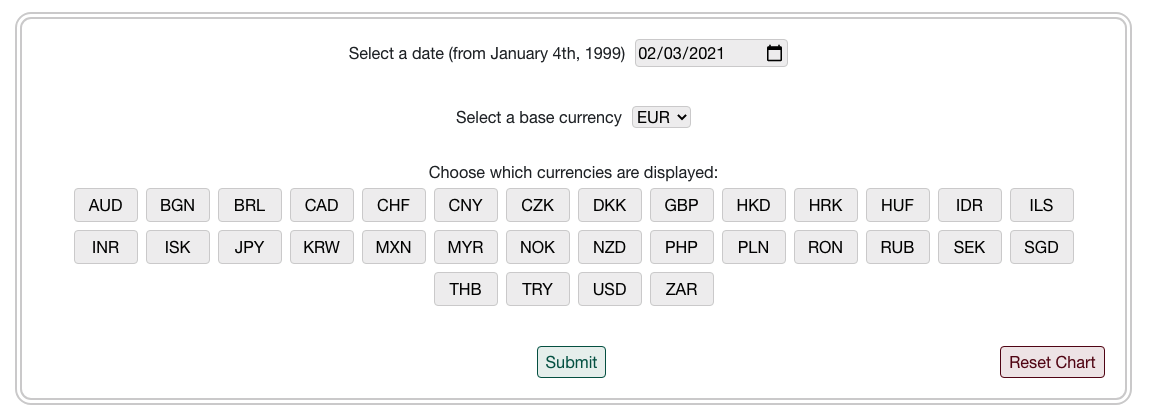 Select a date (from January 4th, 1999) 02/03/2021
Select a base currency EUR
Choose which currencies are displayed:
AUD BGN BRL CAD CHF CNY CZK DKK GBP HKD HRK HUF IDR ILS
INR ISK JPY KRW MXN MYR NOK NZD PHP PLN RON RUB SEK SGD
THB TRY USD ZAR
Submit Reset Chart